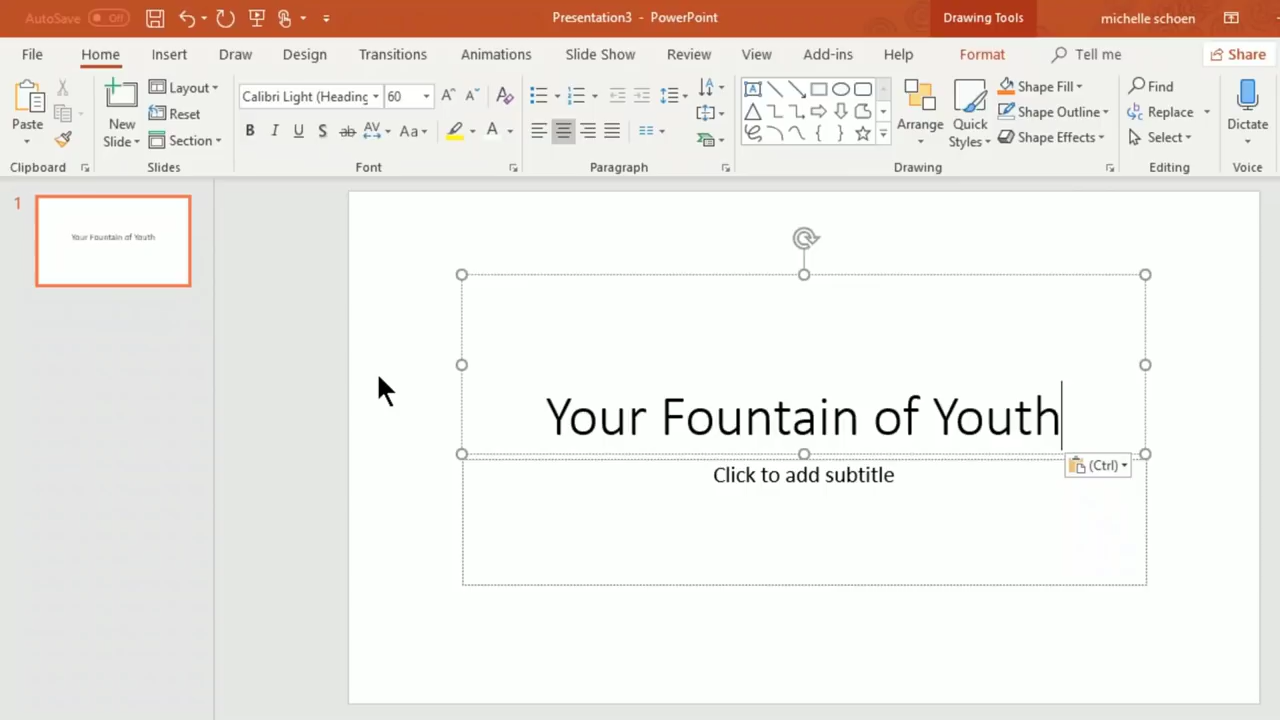 AutoSave Off
Presentation3 - PowerPoint
Drawing Tools
michelle schoen
File Home Insert Draw Design Transitions Animations Slide Show Review View Add-ins Help Format Tell me Share
Paste
Clipboard
New Slide
Layout
Reset
Section
Slides
Calibri Light (Heading 60
B I U S ab AV Aa A
Font
Paragraph
Arrange
Quick Styles
Shape Fill
Shape Outline
Shape Effects
Drawing
Find
Replace
Select
Editing
Dictate
Voice
1
Your Fountain of Youth
Your Fountain of Youth
(Ctrl)
Click to add subtitle